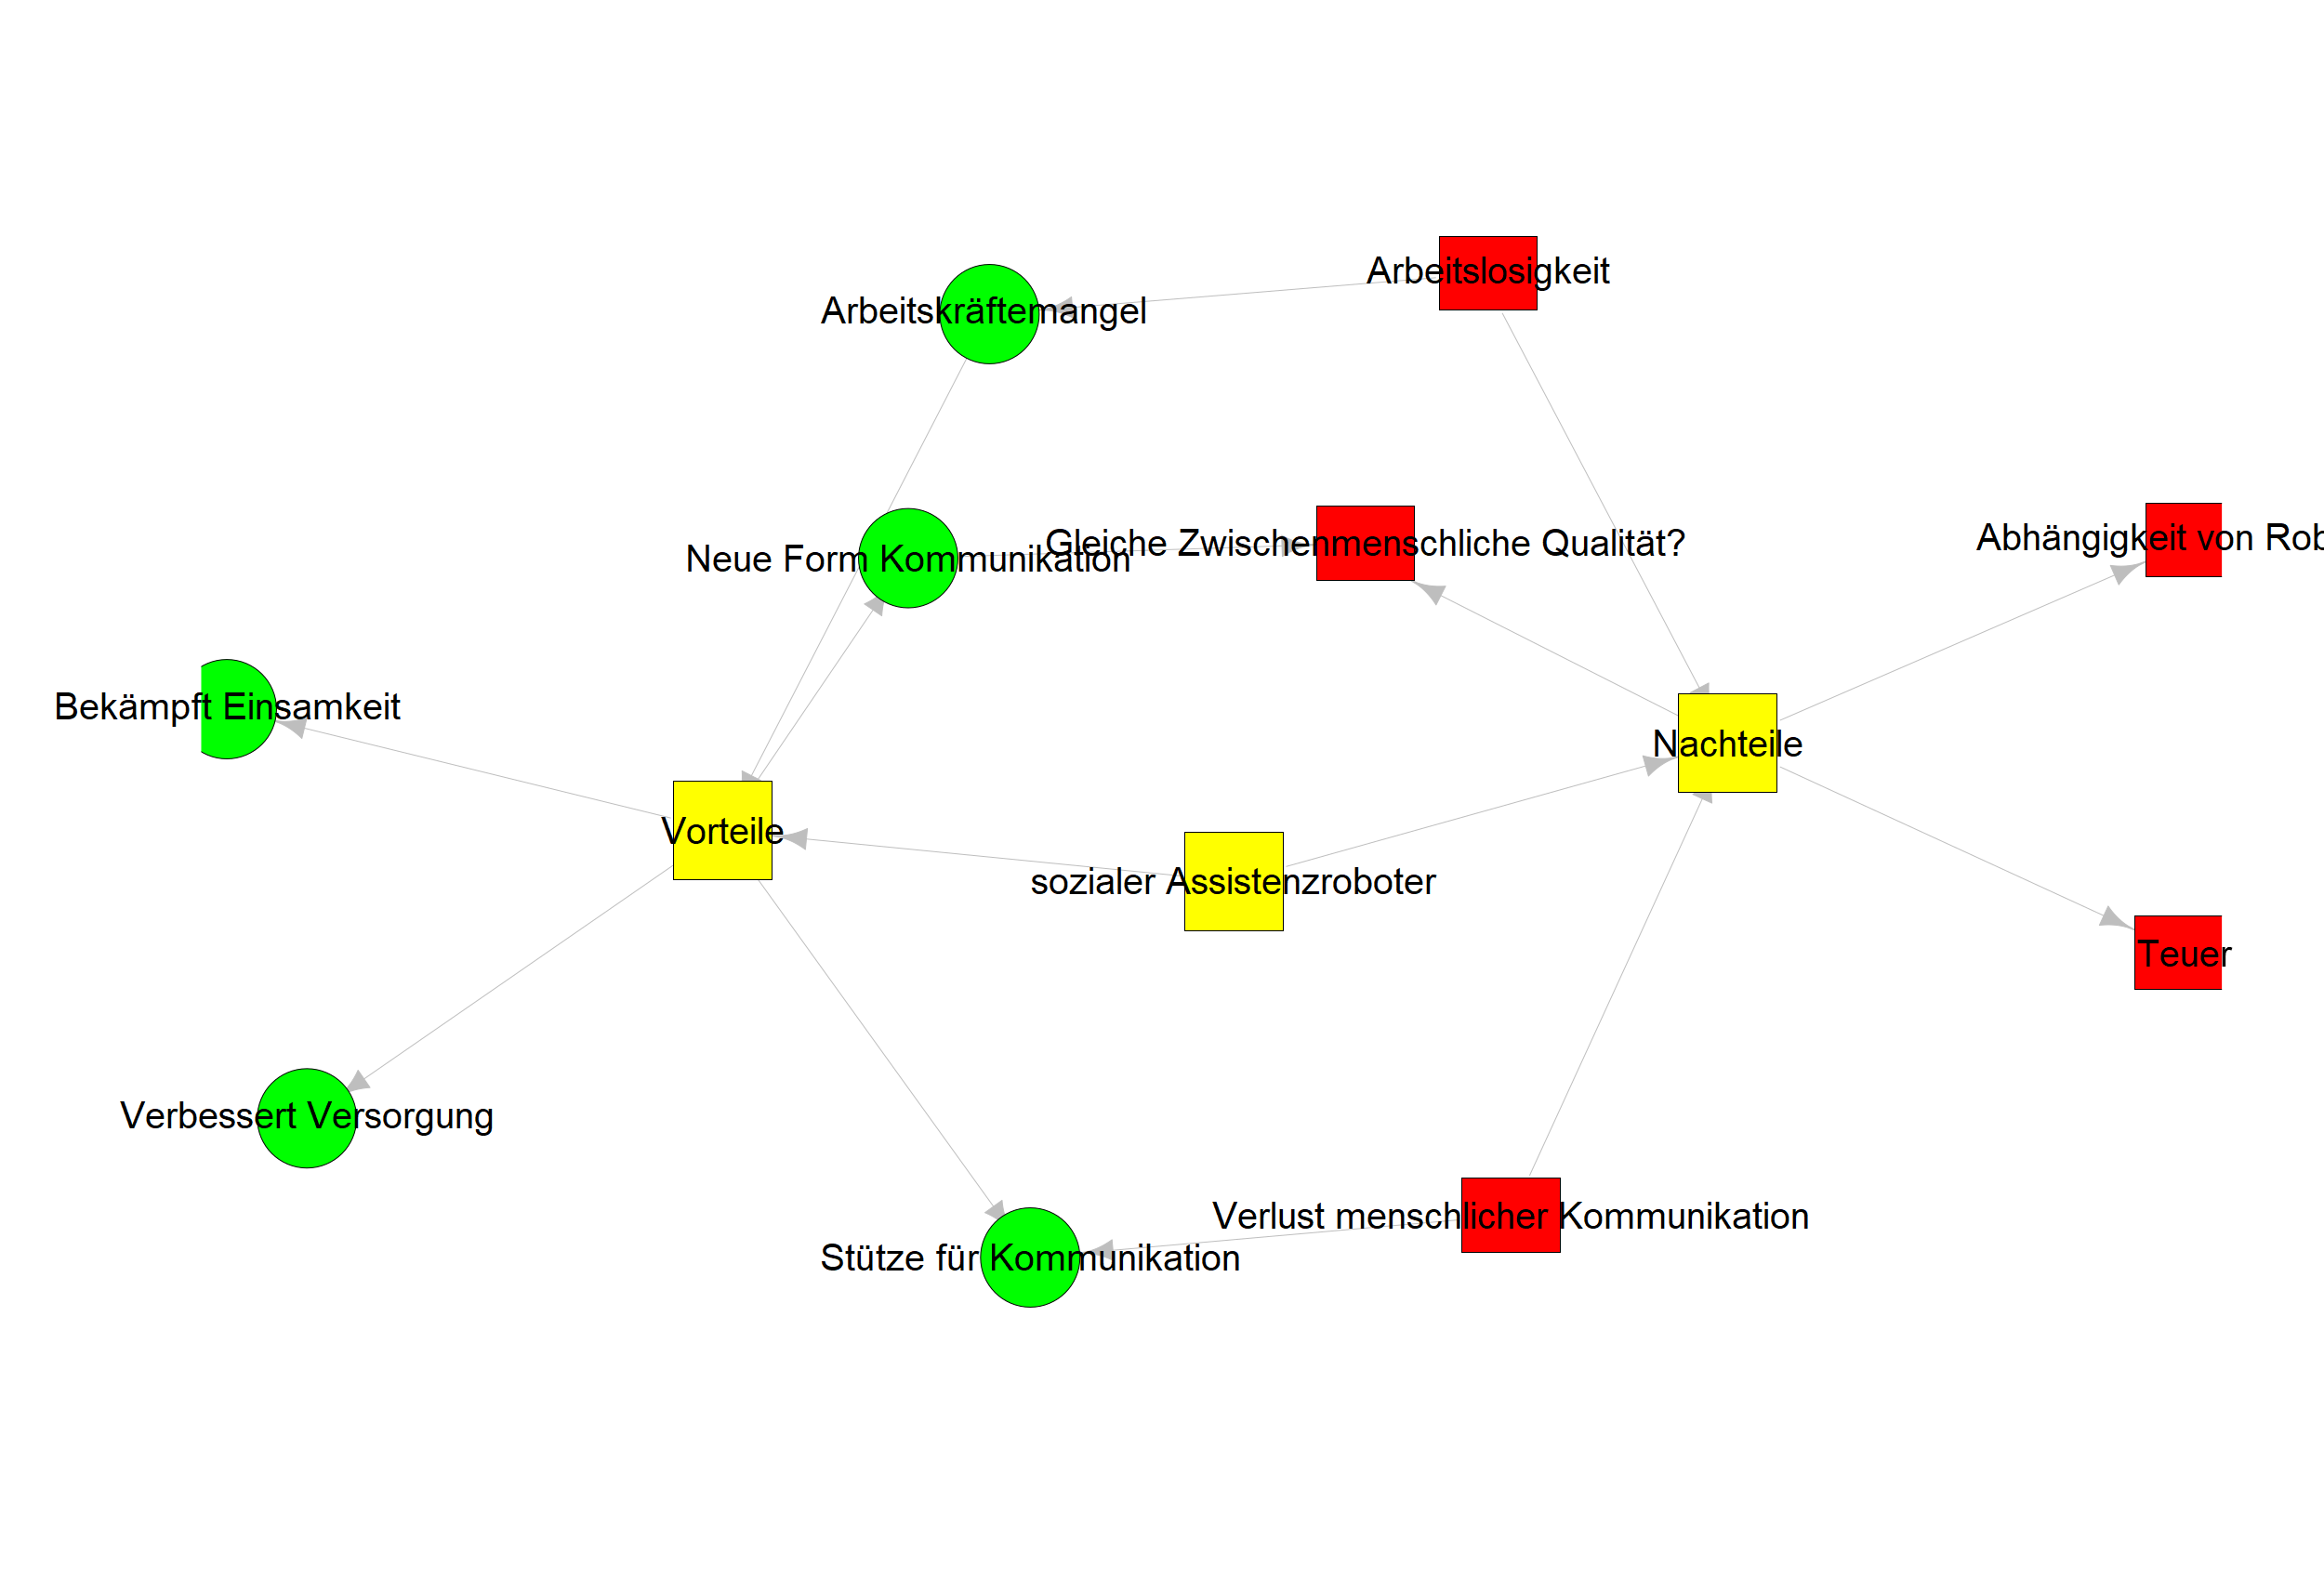 Arbeitslosigkeit
Arbeitskräftemangel
Gleiche Zwischenmenschliche Qualität?
Abhängigkeit von Rob
Neue Form Kommunikation
Bekämpft Einsamkeit
Nachteile
Vorteile
sozialer Assistenzroboter
Teuer
Verbessert Versorgung
Verlust menschlicher Kommunikation
Stütze für Kommunikation